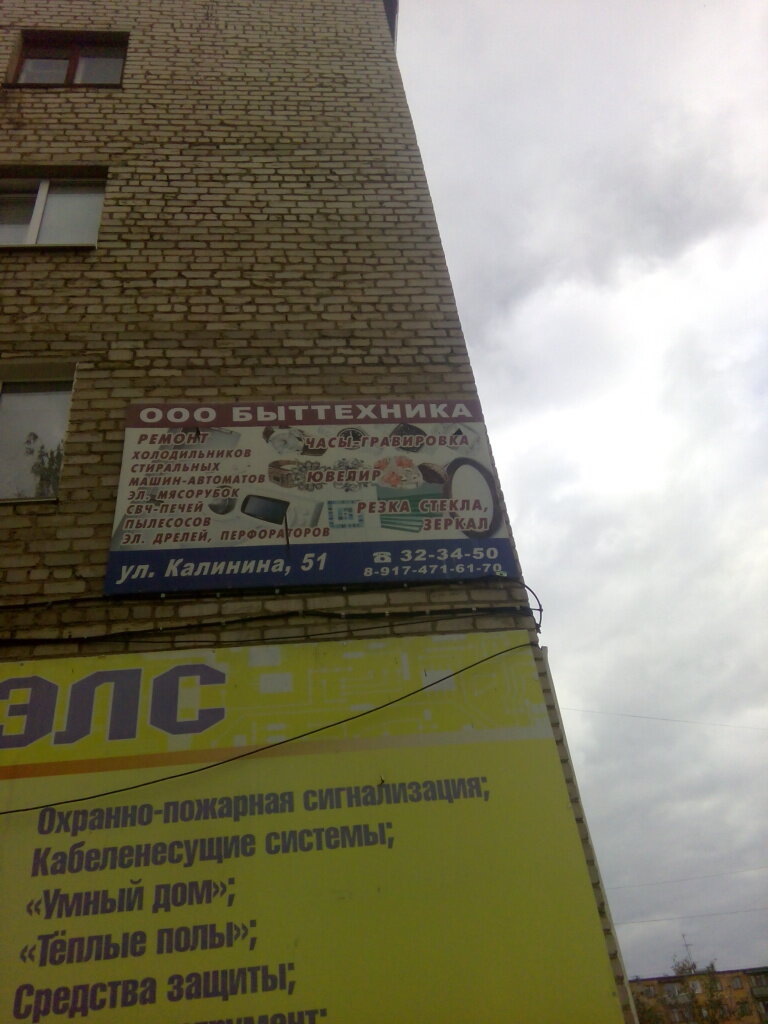 ООО БЫТТЕХНИКА
РЕМОНТ
ХОЛОДИЛЬНИКОВ
СТИРАЛЬНЫХ
МАШИН-АВТОМАТОВ
ЭЛ. МЯСОРУБОК
СВЧ-ПЕЧЕЙ
ПЫЛЕСОСОВ
ЭЛ. ДРЕЛЕЙ, ПЕРФОРАТОРОВ
ЧАСЫ-ГРАВИРОВКА
ЮВЕЛИР
РЕЗКА СТЕКЛА,
ЗЕРКАЛ
ул. Калинина, 51
☎ 32-34-50
8-917-471-61-70
ЭЛС
Охранно-пожарная сигнализация;
Кабеленесущие системы;
«Умный дом»;
«Тёплые полы»;
Средства защиты;